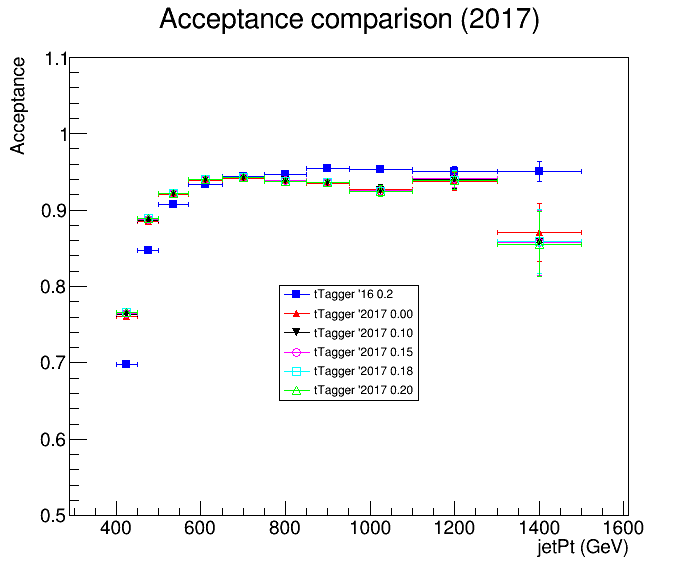 Acceptance comparison (2017)
Acceptance
1.1
1
0.9
0.8
0.7
0.6
0.5
tTagger '16 0.2
tTagger '2017 0.00
tTagger '2017 0.10
tTagger '2017 0.15
tTagger '2017 0.18
tTagger '2017 0.20
400 600 800 1000 1200 1400 1600
jetPt (GeV)